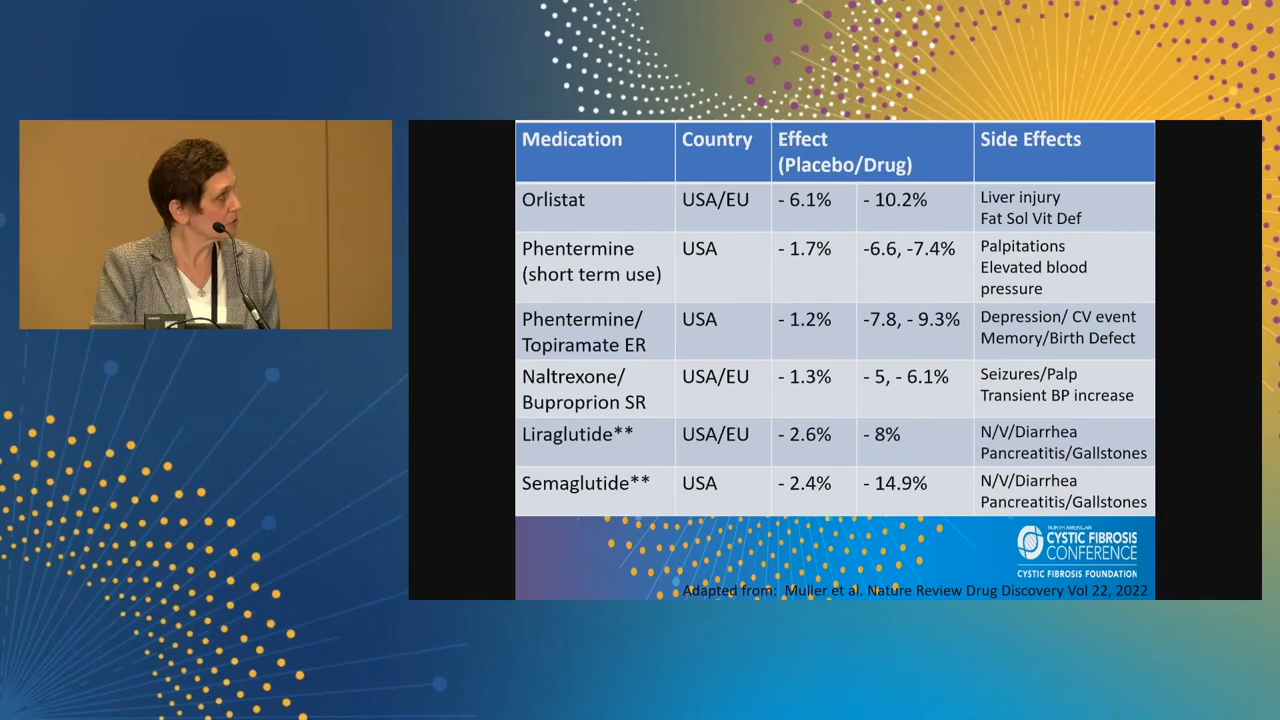 Medication Country Effect (Placebo/Drug) Side Effects
Orlistat USA/EU - 6.1% - 10.2% Liver injury
Fat Sol Vit Def
Phentermine (short term use) USA - 1.7% -6.6, -7.4% Palpitations
Elevated blood
pressure
Phentermine/ Topiramate ER USA - 1.2% -7.8, - 9.3% Depression/ CV event
Memory/Birth Defect
Naltrexone/ Buproprion SR USA/EU - 1.3% - 5, - 6.1% Seizures/Palp
Transient BP increase
Liraglutide** USA/EU - 2.6% - 8% N/V/Diarrhea
Pancreatitis/Gallstones
Semaglutide** USA - 2.4% - 14.9% N/V/Diarrhea
Pancreatitis/Gallstones
NORTH AMERICAN
CYSTIC FIBROSIS
CONFERENCE
CYSTIC FIBROSIS FOUNDATION
Adapted from: Muller et al. Nature Review Drug Discovery Vol 22, 2022